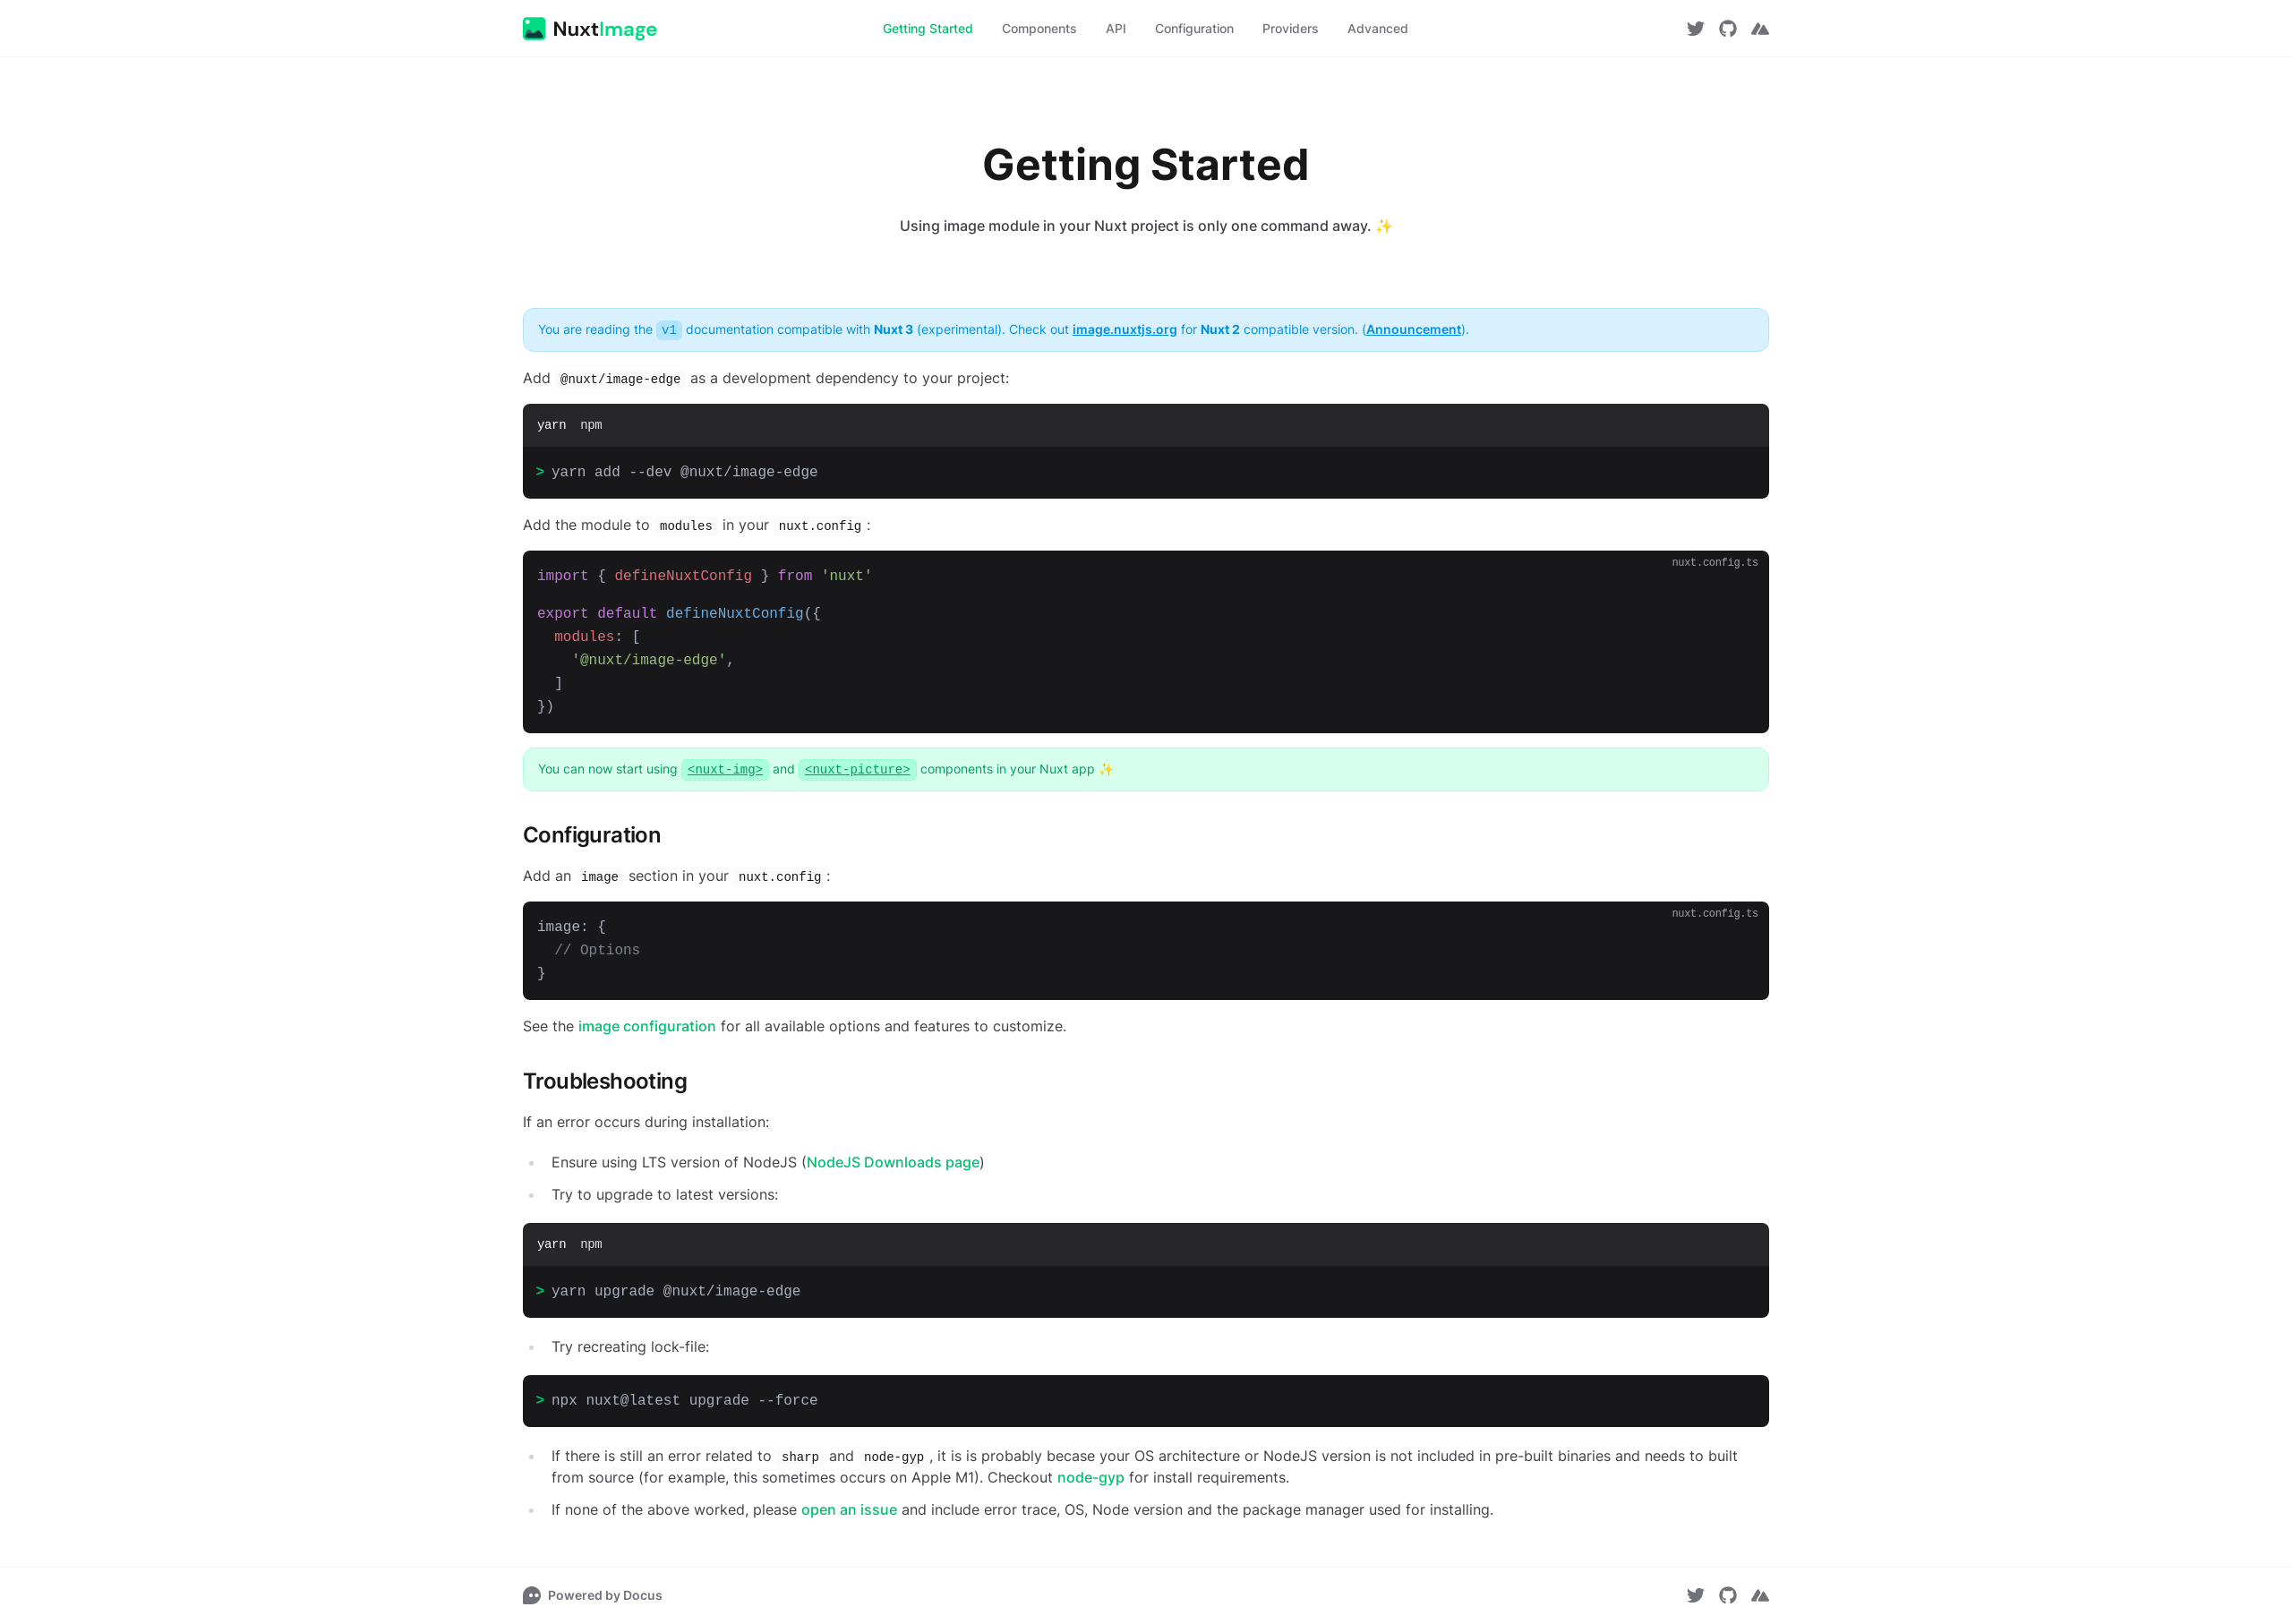 NuxtImage
Getting Started Components API Configuration Providers Advanced
Getting Started
Using image module in your Nuxt project is only one command away. ✨
You are reading the v1 documentation compatible with Nuxt 3 (experimental). Check out image.nuxtjs.org for Nuxt 2 compatible version. (Announcement).
Add @nuxt/image-edge as a development dependency to your project:
yarn npm
> yarn add --dev @nuxt/image-edge
Add the module to modules in your nuxt.config:
nuxt.config.ts
import { defineNuxtConfig } from 'nuxt'
export default defineNuxtConfig({
  modules: [
    '@nuxt/image-edge',
  ]
})
You can now start using <nuxt-img> and <nuxt-picture> components in your Nuxt app ✨
Configuration
Add an image section in your nuxt.config:
nuxt.config.ts
image: {
  // Options
}
See the image configuration for all available options and features to customize.
Troubleshooting
If an error occurs during installation:
Ensure using LTS version of NodeJS (NodeJS Downloads page)
Try to upgrade to latest versions:
yarn npm
> yarn upgrade @nuxt/image-edge
Try recreating lock-file:
> npx nuxt@latest upgrade --force
If there is still an error related to sharp and node-gyp, it is is probably becase your OS architecture or NodeJS version is not included in pre-built binaries and needs to built
from source (for example, this sometimes occurs on Apple M1). Checkout node-gyp for install requirements.
If none of the above worked, please open an issue and include error trace, OS, Node version and the package manager used for installing.
Powered by Docus